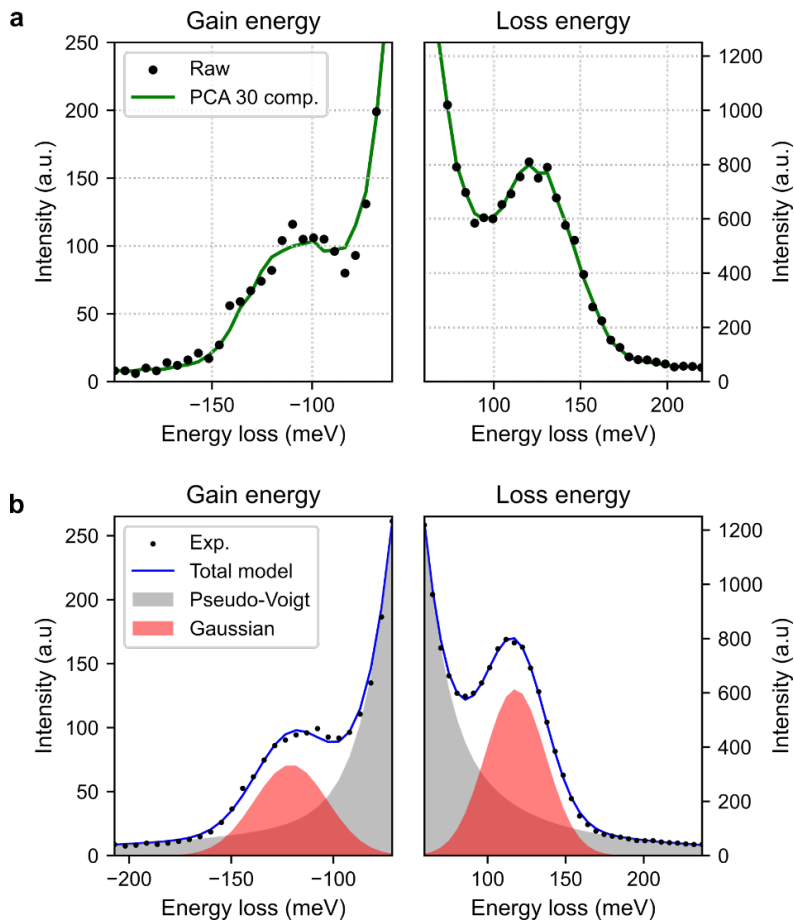 a
Gain energy
Loss energy
250
200
150
100
50
0
Intensity (a.u.)
Raw
PCA 30 comp.
−150
−100
Energy loss (meV)
1200
1000
800
600
400
200
0
Intensity (a.u.)
100
150
200
Energy loss (meV)
b
Gain energy
Loss energy
250
200
150
100
50
0
Intensity (a.u)
Exp.
Total model
Pseudo-Voigt
Gaussian
−200
−150
−100
Energy loss (meV)
1200
1000
800
600
400
200
0
Intensity (a.u.)
100
150
200
Energy loss (meV)